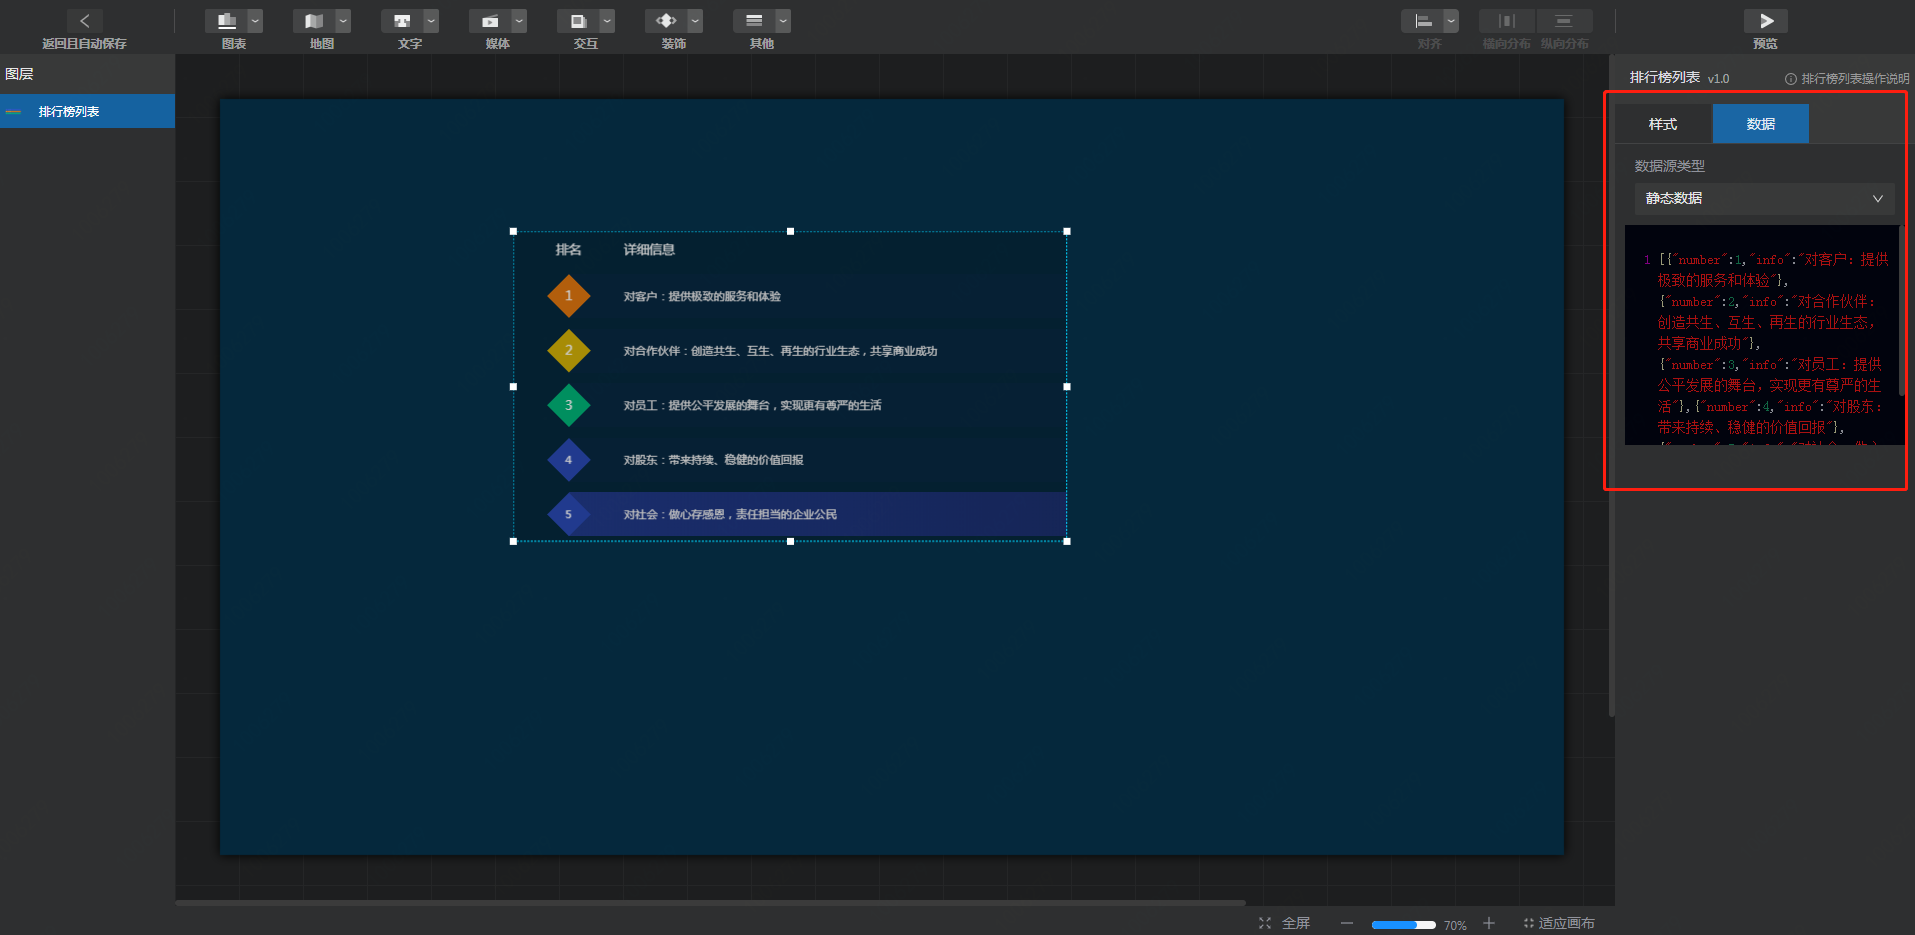 返回且自动保存
图表
地图
文字
媒体
交互
装饰
其他
对齐
横向分布
纵向分布
预览
图层
排行榜列表
排名 详细信息
1 对客户：提供极致的服务和体验
2 对合作伙伴：创造共生、互生、再生的行业生态，共享商业成功
3 对员工：提供公平发展的舞台，实现更有尊严的生活
4 对股东：带来持续、稳健的价值回报
5 对社会：做心存感恩，责任担当的企业公民
排行榜列表 v1.0 排行榜列表操作说明
样式 数据
数据源类型
静态数据
1 [{"number":1,"info":"对客户：提供
极致的服务和体验"},
{"number":2,"info":"对合作伙伴：
创造共生、互生、再生的行业生态，
共享商业成功"},
{"number":3,"info":"对员工：提供
公平发展的舞台，实现更有尊严的生
活"},{"number":4,"info":"对股东：
带来持续、稳健的价值回报"},
全屏
70%
适应画布